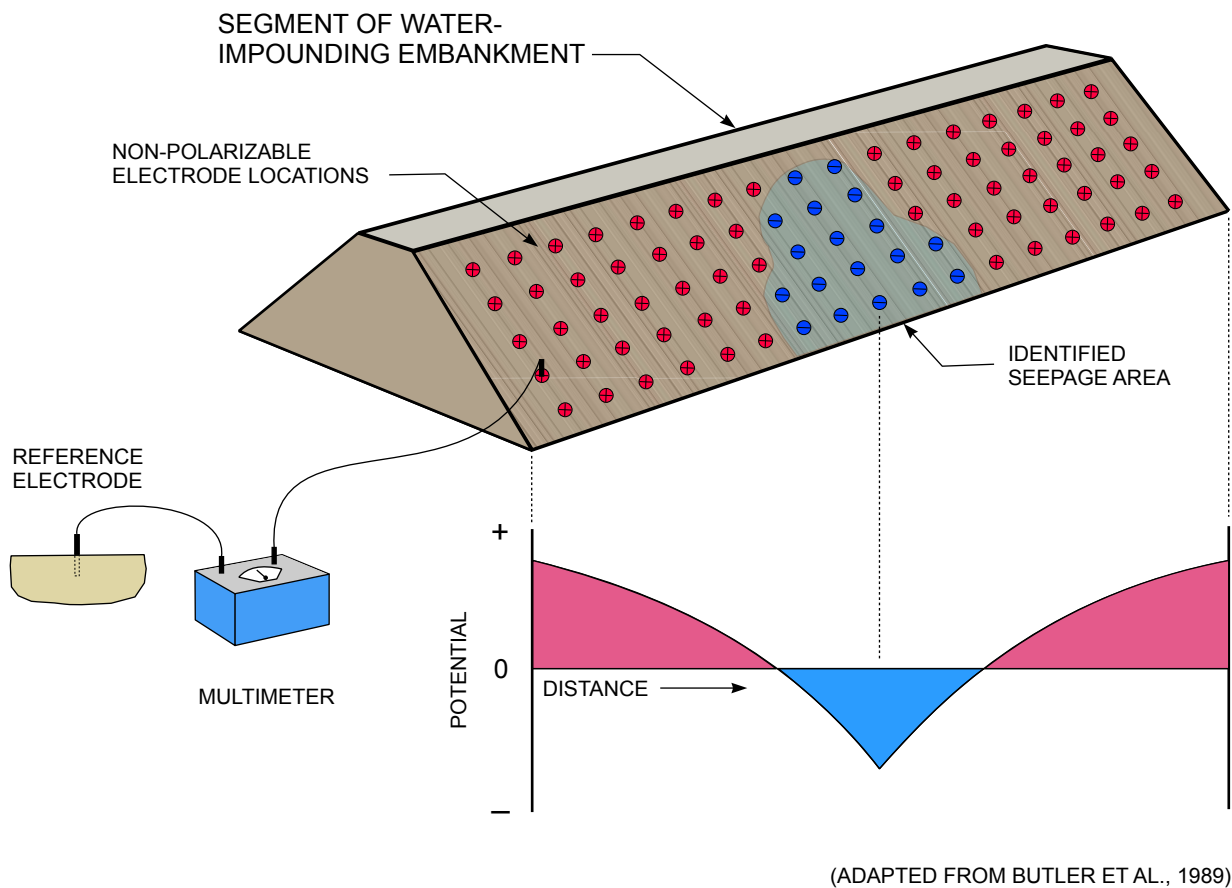 SEGMENT OF WATER-
IMPOUNDING EMBANKMENT
NON-POLARIZABLE
ELECTRODE LOCATIONS
IDENTIFIED
SEEPAGE AREA
REFERENCE
ELECTRODE
MULTIMETER
+
POTENTIAL
0
DISTANCE
–
(ADAPTED FROM BUTLER ET AL., 1989)